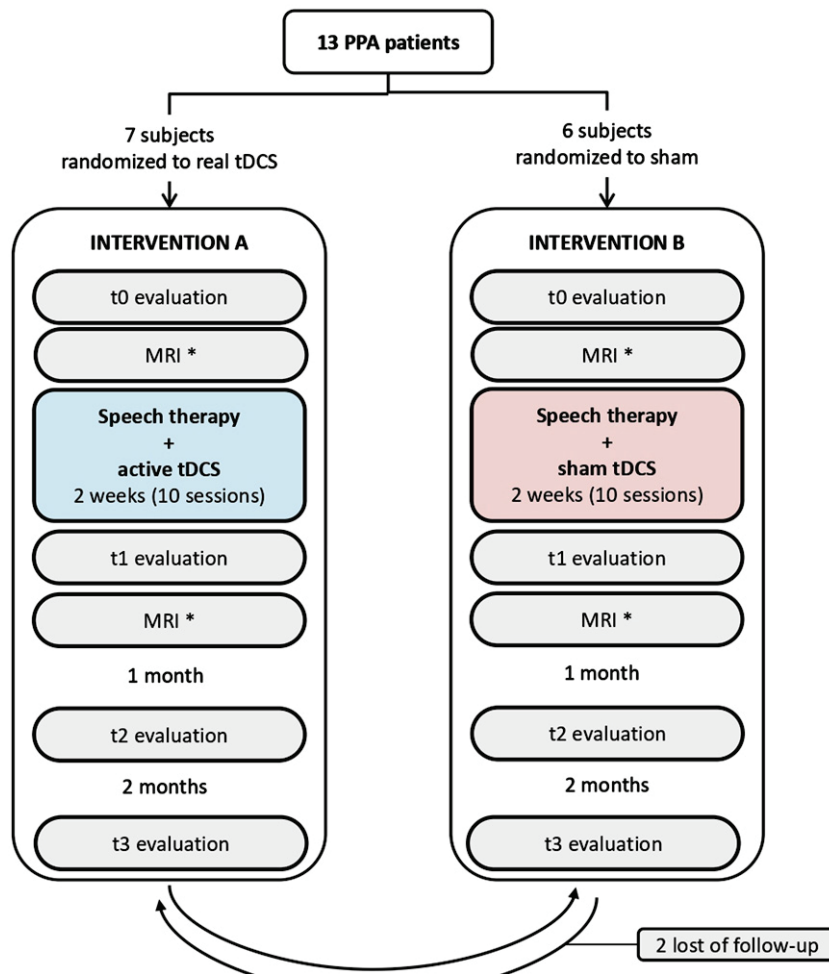 13 PPA patients
7 subjects
randomized to real tDCS
6 subjects
randomized to sham
INTERVENTION A
t0 evaluation
MRI *
Speech therapy
+
active tDCS
2 weeks (10 sessions)
t1 evaluation
MRI *
1 month
t2 evaluation
2 months
t3 evaluation
INTERVENTION B
t0 evaluation
MRI *
Speech therapy
+
sham tDCS
2 weeks (10 sessions)
t1 evaluation
MRI *
1 month
t2 evaluation
2 months
t3 evaluation
2 lost of follow-up